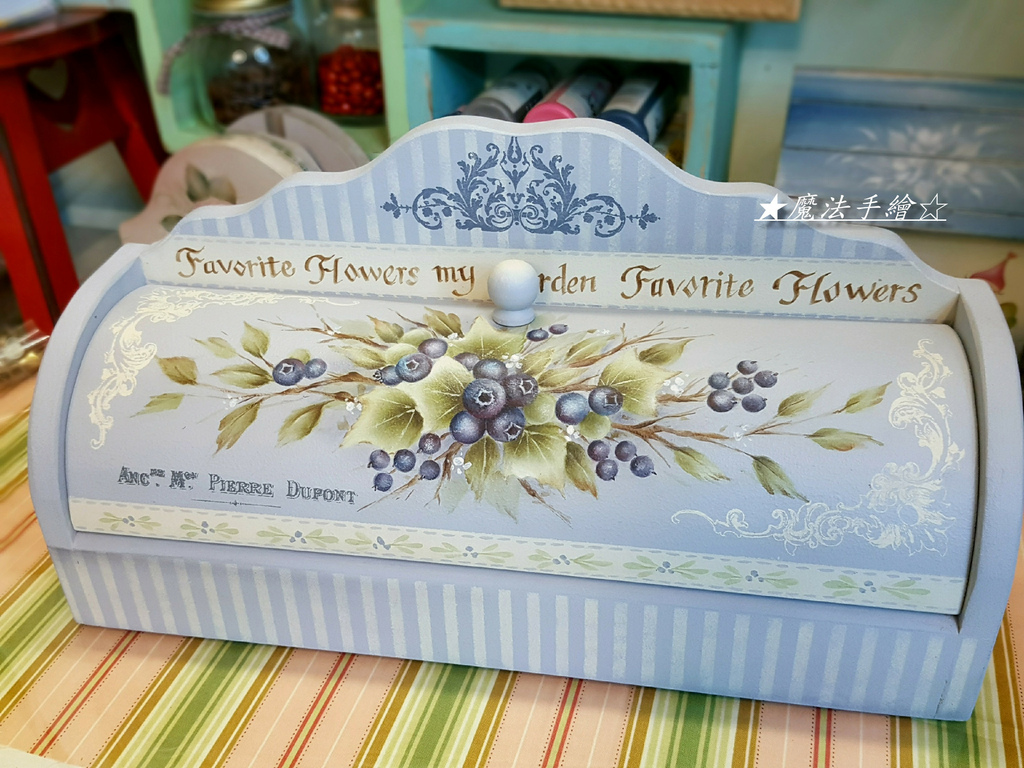 ★魔法手繪☆
Favorite Flowers my rden Favorite Flowers
Anc.ne M.on Pierre Dupont